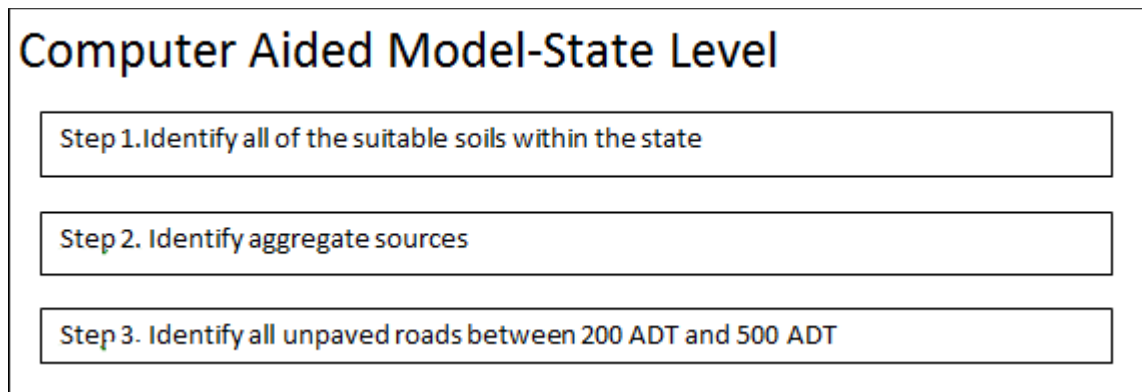 Computer Aided Model-State Level
Step 1.Identify all of the suitable soils within the state
Step 2. Identify aggregate sources
Step 3. Identify all unpaved roads between 200 ADT and 500 ADT